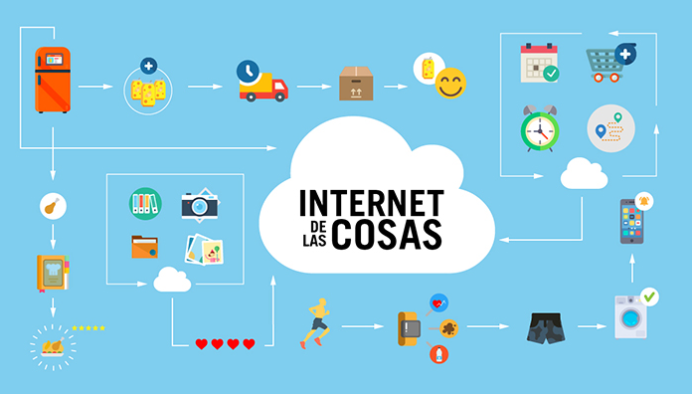 INTERNET
DE LAS COSAS